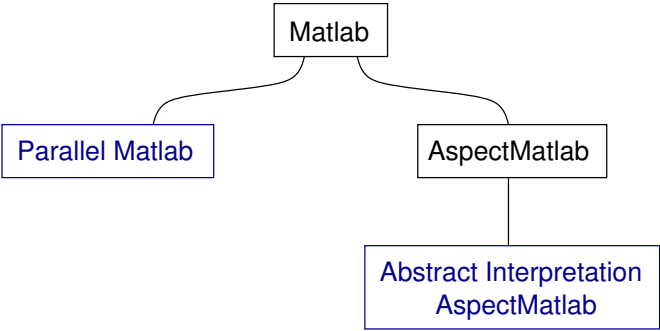 Matlab
Parallel Matlab
AspectMatlab
Abstract Interpretation
AspectMatlab